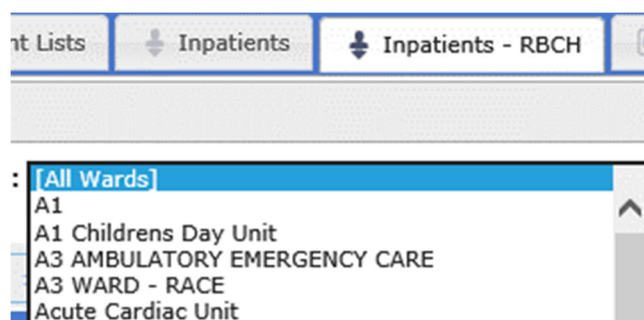 nt Lists Inpatients Inpatients - RBCH
: [All Wards]
A1
A1 Childrens Day Unit
A3 AMBULATORY EMERGENCY CARE
A3 WARD - RACE
Acute Cardiac Unit